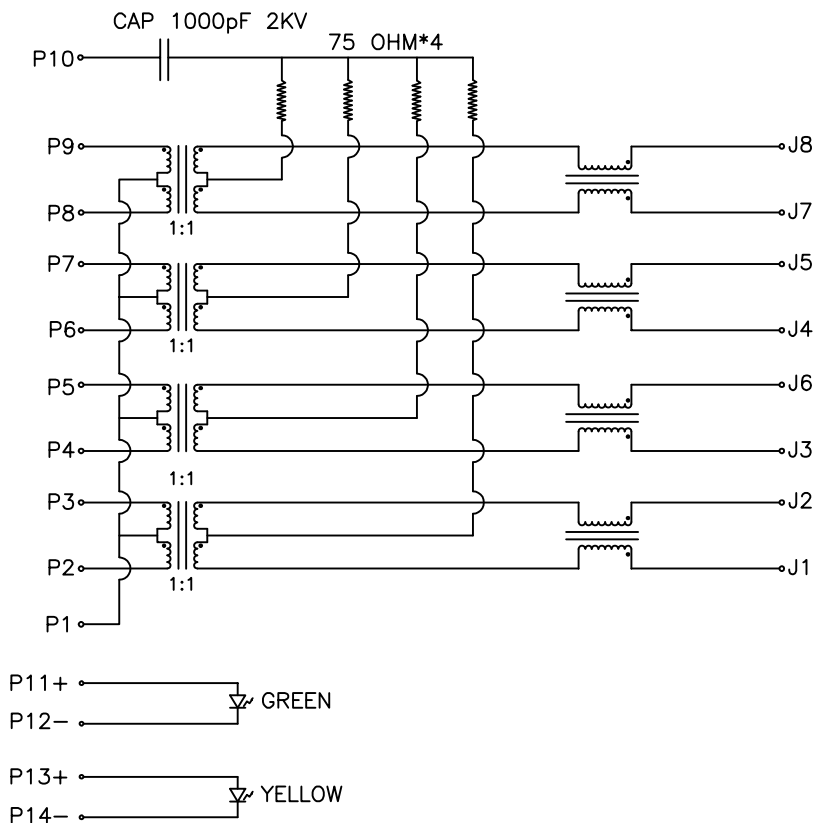 CAP 1000pF 2KV
75 OHM*4
P10
P9
J8
P8
J7
1:1
P7
J5
P6
J4
1:1
P5
J6
P4
J3
1:1
P3
J2
P2
J1
1:1
P1
P11+
GREEN
P12-
P13+
YELLOW
P14-